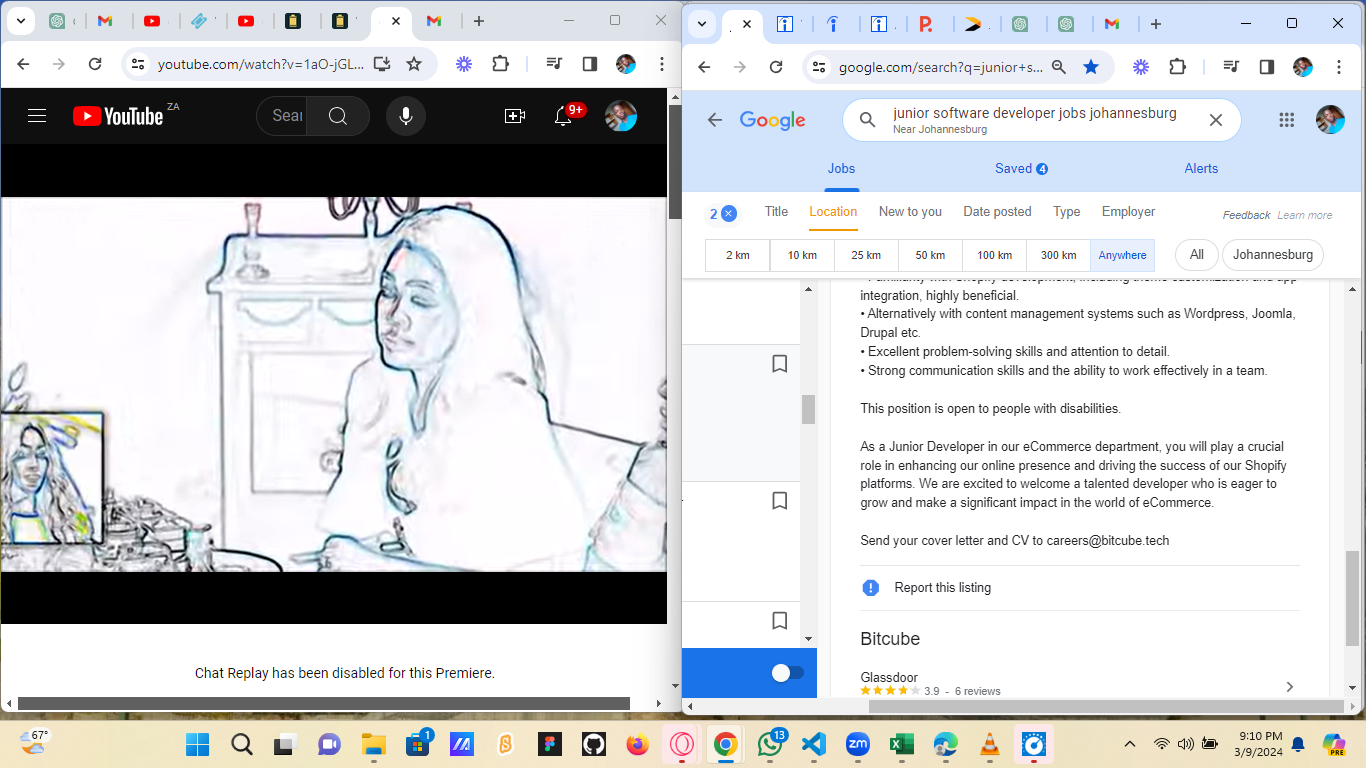 youtube.com/watch?v=1aO-jGL...
YouTube ZA
Sear
9+
Chat Replay has been disabled for this Premiere.
google.com/search?q=junior+s...
Google
junior software developer jobs johannesburg
Near Johannesburg
Jobs
Saved 4
Alerts
2
Title
Location
New to you
Date posted
Type
Employer
Feedback Learn more
2 km
10 km
25 km
50 km
100 km
300 km
Anywhere
All
Johannesburg
integration, highly beneficial.
• Alternatively with content management systems such as Wordpress, Joomla,
Drupal etc.
• Excellent problem-solving skills and attention to detail.
• Strong communication skills and the ability to work effectively in a team.
This position is open to people with disabilities.
As a Junior Developer in our eCommerce department, you will play a crucial
role in enhancing our online presence and driving the success of our Shopify
platforms. We are excited to welcome a talented developer who is eager to
grow and make a significant impact in the world of eCommerce.
Send your cover letter and CV to careers@bitcube.tech
Report this listing
Bitcube
Glassdoor
3.9 - 6 reviews
67°
1
13
zm
9:10 PM
3/9/2024
PRE